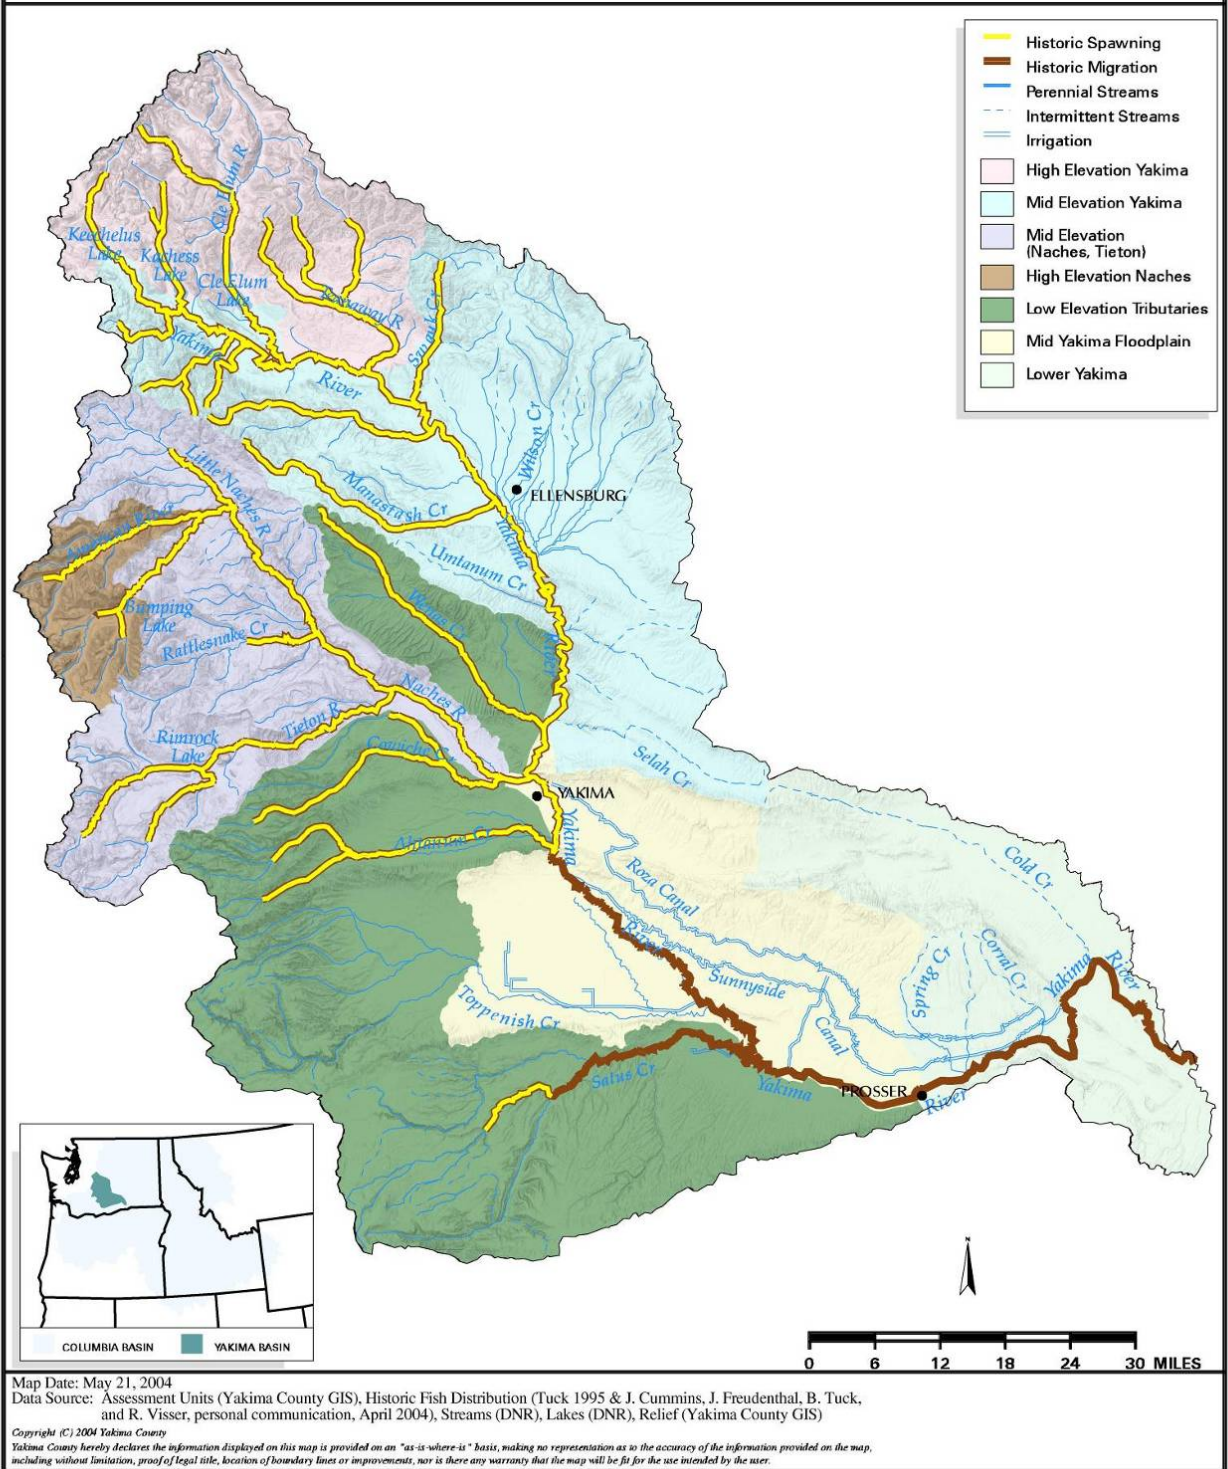 Historic Spawning
Historic Migration
Perennial Streams
Intermittent Streams
Irrigation
High Elevation Yakima
Mid Elevation Yakima
Mid Elevation
(Naches, Tieton)
High Elevation Naches
Low Elevation Tributaries
Mid Yakima Floodplain
Lower Yakima
Cle Elum R
Keechelus
Lake
Kachess
Lake
Cle Elum
Lake
Teanaway R
Swauk Cr
Yakima
River
Wilson Cr
ELLENSBURG
Little Naches R
Manastash Cr
Yakima
Umtanum Cr
American River
Wenas Cr
Bumping
Lake
Rattlesnake Cr
River
Naches R
Tieton R
Rimrock
Lake
Cowiche Cr
Selah Cr
YAKIMA
Yakima
Ahtanum Cr
Roza Canal
Cold Cr
River
Sunnyside
Canal
Spring Cr
Corral Cr
Yakima
River
Toppenish Cr
Satus Cr
Yakima
PROSSER
River
N
COLUMBIA BASIN
YAKIMA BASIN
0 6 12 18 24 30 MILES
Map Date: May 21, 2004
Data Source: Assessment Units (Yakima County GIS), Historic Fish Distribution (Tuck 1995 & J. Cummins, J. Freudenthal, B. Tuck,
and R. Visser, personal communication, April 2004), Streams (DNR), Lakes (DNR), Relief (Yakima County GIS)
Copyright (C) 2004 Yakima County
Yakima County hereby declares the information displayed on this map is provided on an "as-is-where-is" basis, making no representation as to the accuracy of the information provided on the map,
including without limitation, proof of legal title, location of boundary lines or improvements, nor is there any warranty that the map will be fit for the use intended by the user.